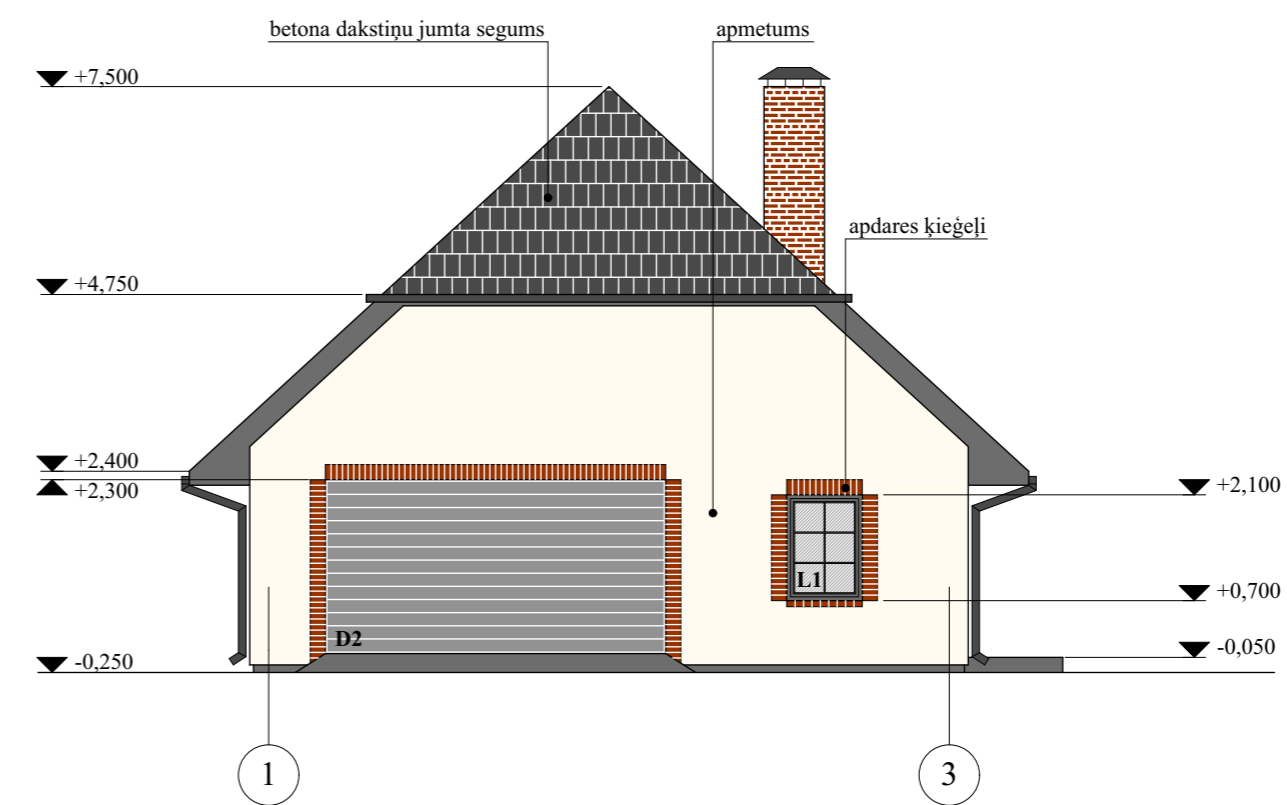 betona dakstiņu jumta segums
apmetums
+7,500
apdares ķieģeļi
+4,750
+2,400
+2,300
+2,100
L1
+0,700
D2
-0,050
-0,250
1
3